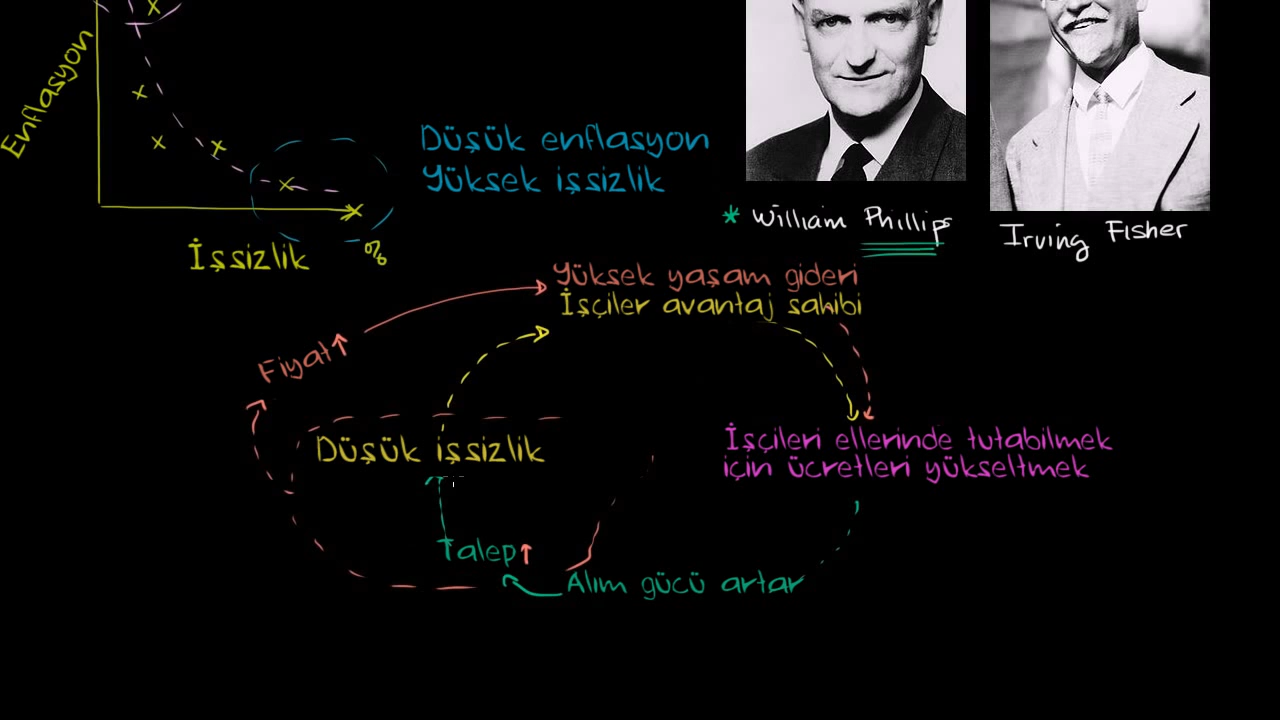 Enflasyon
Düşük enflasyon
Yüksek işsizlik
İşsizlik
%
* William Phillips
Irving Fisher
Yüksek yaşam gideri
İşçiler avantaj sahibi
Fiyat↑
Düşük işsizlik
İşçileri ellerinde tutabilmek
için ücretleri yükseltmek
Talep↑
Alım gücü artar